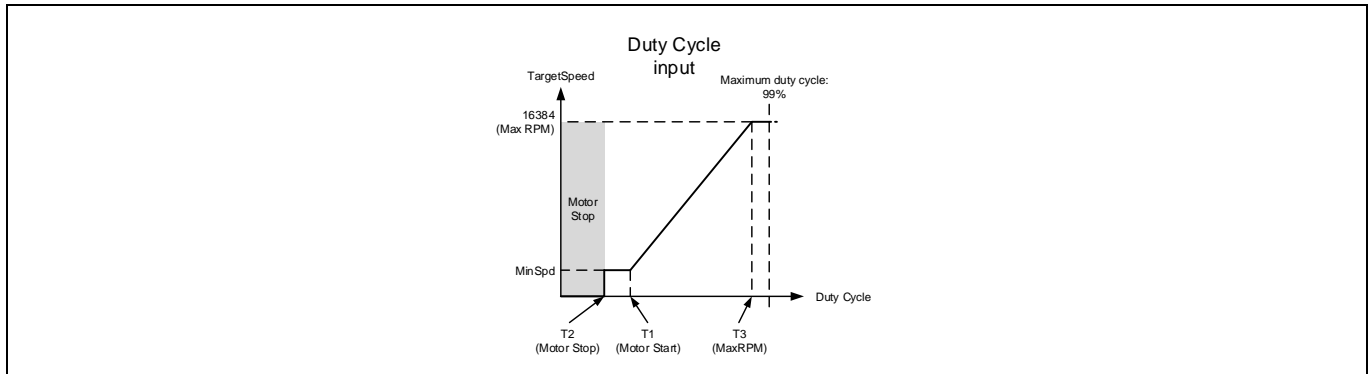 Duty Cycle
input
TargetSpeed
Maximum duty cycle:
99%
16384
(Max RPM)
Motor
Stop
MinSpd
Duty Cycle
T2
(Motor Stop)
T1
(Motor Start)
T3
(MaxRPM)